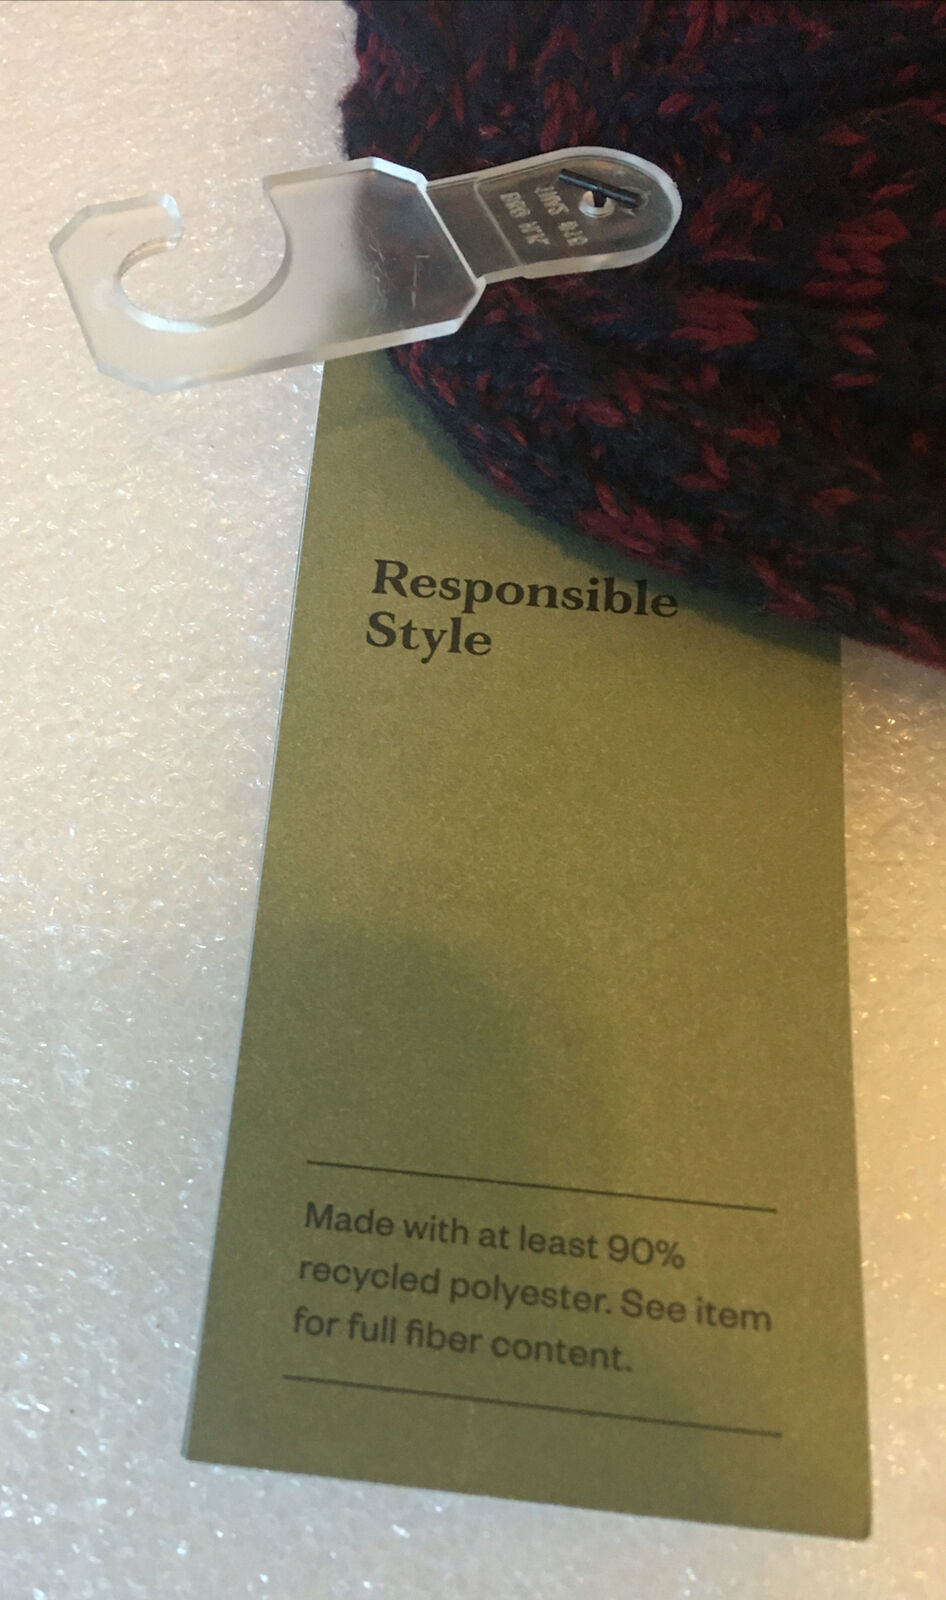 Responsible
Style
Made with at least 90%
recycled polyester. See item
for full fiber content.